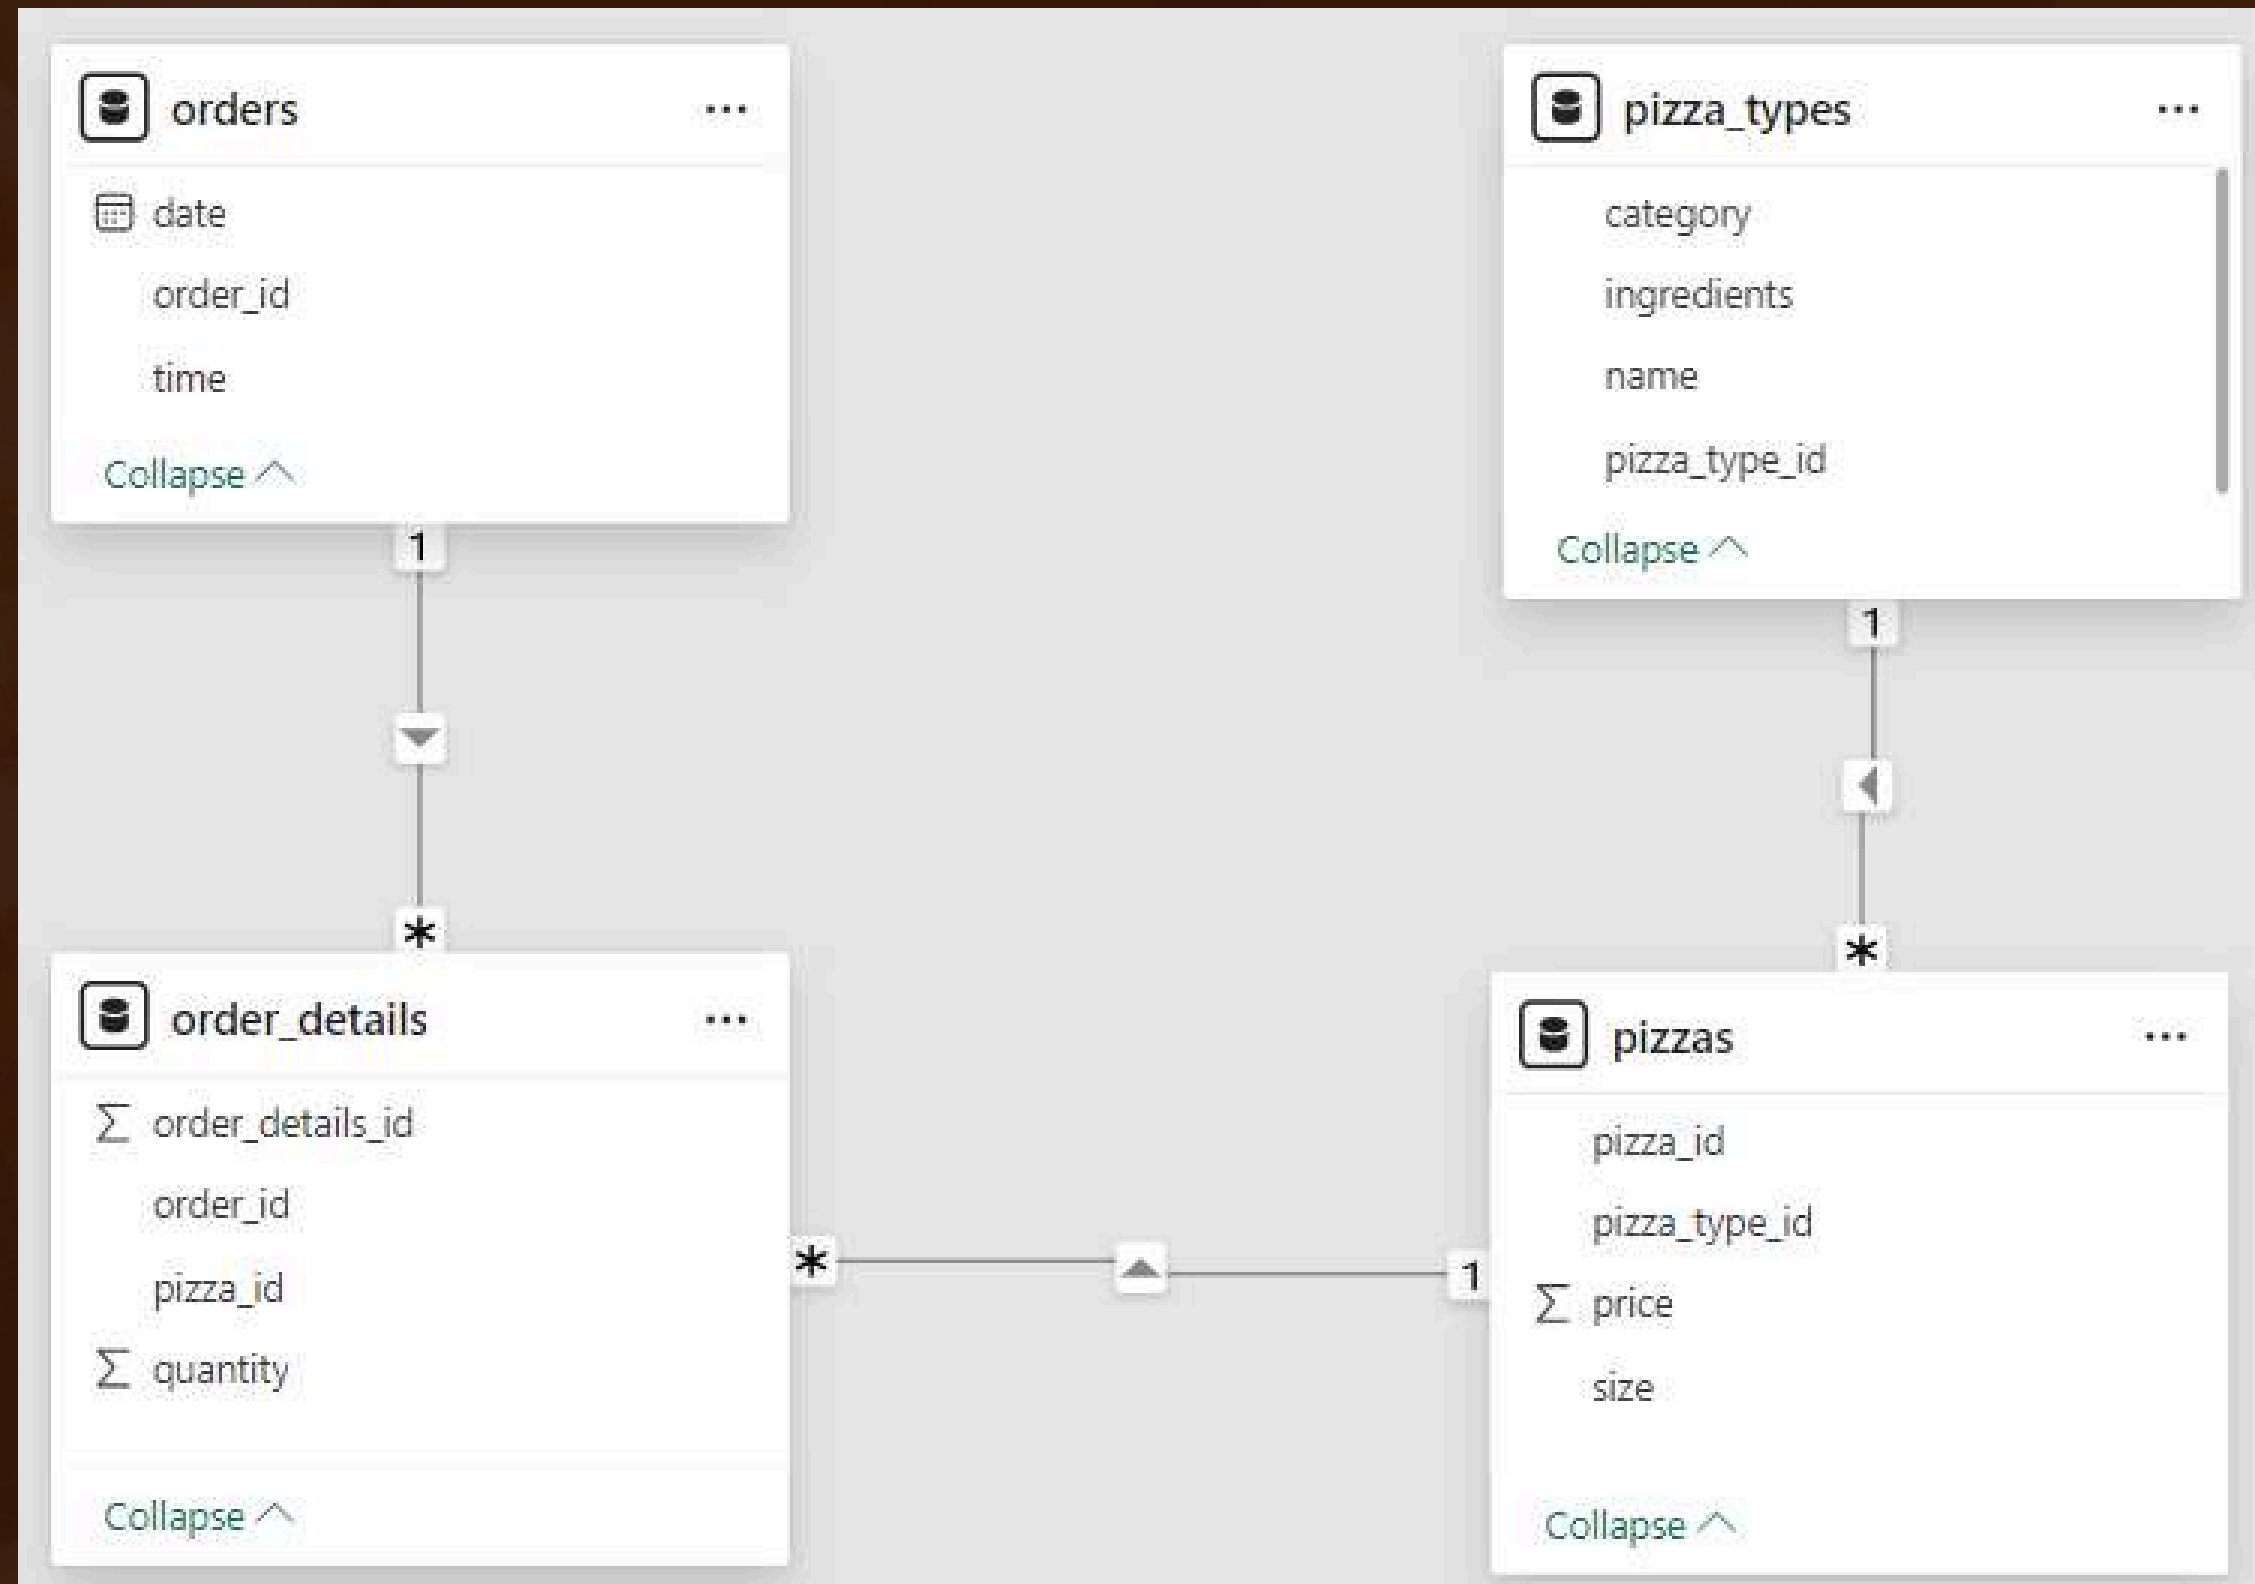 orders
date
order_id
time
Collapse
1
*
order_details
order_details_id
order_id
pizza_id
quantity
Collapse
*
1
pizza_types
category
ingredients
name
pizza_type_id
Collapse
1
*
pizzas
pizza_id
pizza_type_id
price
size
Collapse